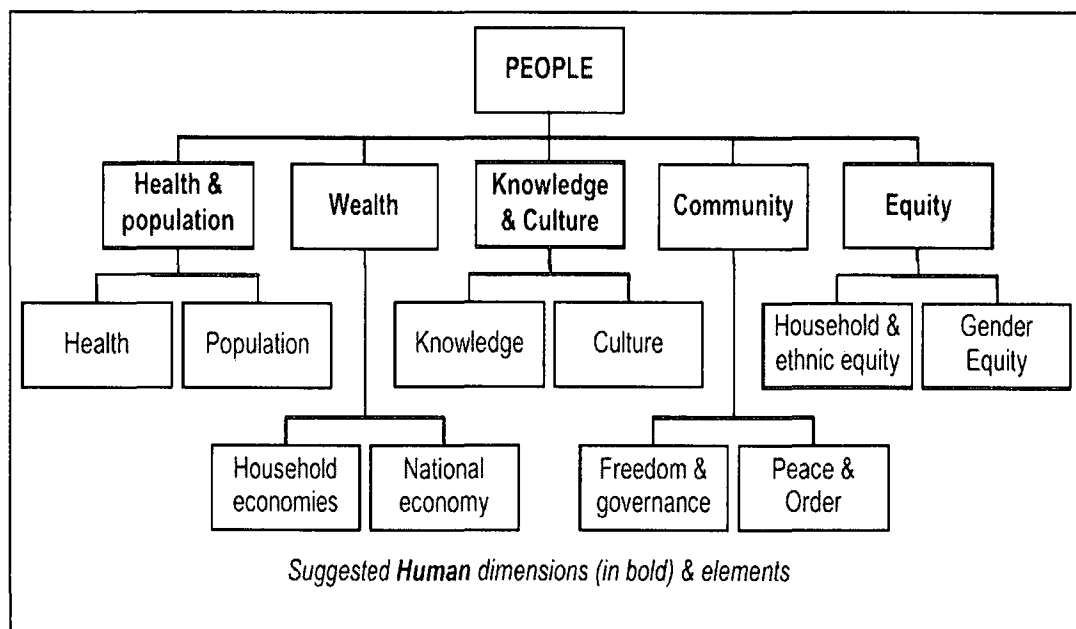 PEOPLE
Health &
population
Wealth
Knowledge
& Culture
Community
Equity
Health
Population
Knowledge
Culture
Household &
ethnic equity
Gender
Equity
Household
economies
National
economy
Freedom &
governance
Peace &
Order
Suggested Human dimensions (in bold) & elements